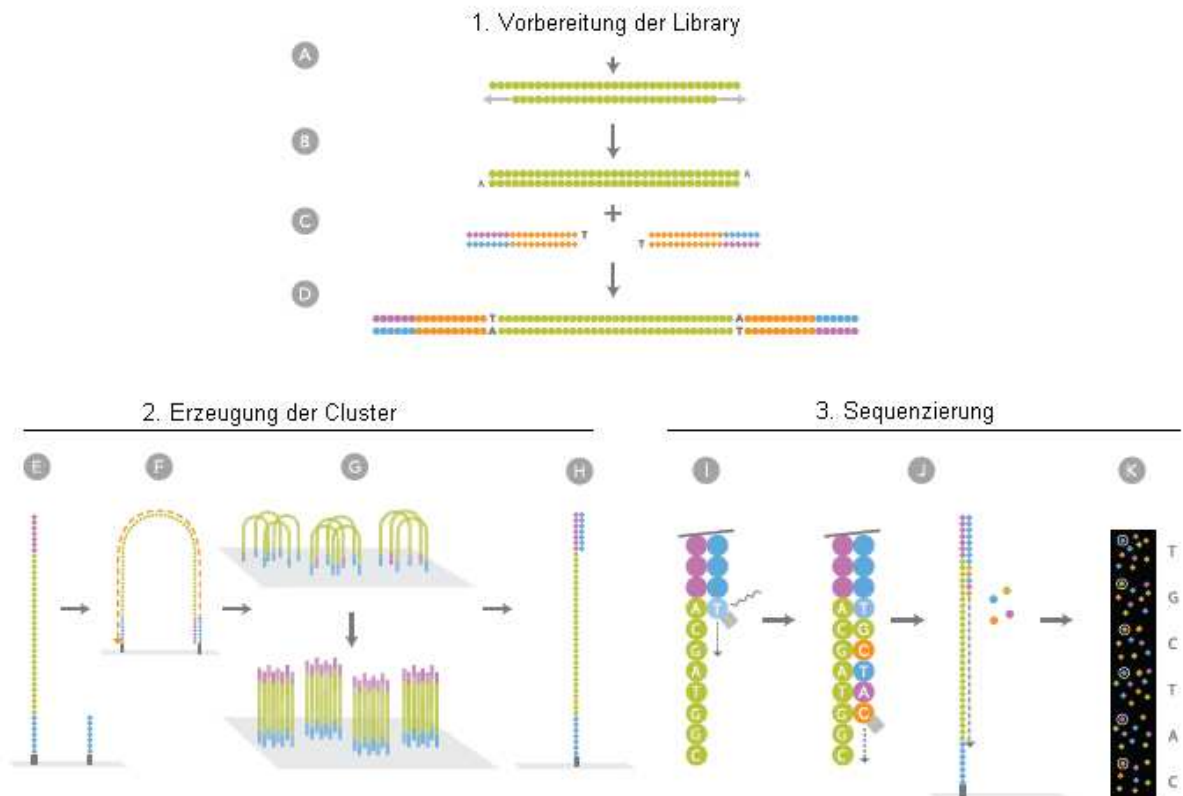 1. Vorbereitung der Library
A
B
A
A
C
T
T
D
T A
A T
2. Erzeugung der Cluster
3. Sequenzierung
E F G H I J K
A T
C
G
A
T
G
G
C
A T
C G
G C
A T
T A
G C
G
C
T
G
C
T
A
C